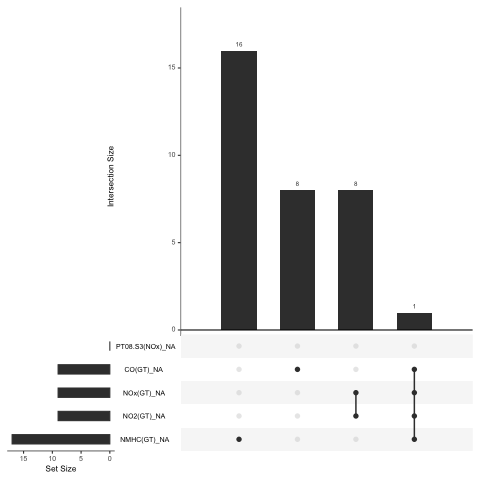 16
15
8
8
10
Intersection Size
5
1
0
PT08.S3(NOx)_NA
CO(GT)_NA
NOx(GT)_NA
NO2(GT)_NA
NMHC(GT)_NA
15 10 5 0
Set Size